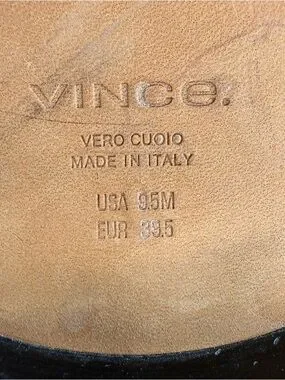 VINCE.
VERO CUOIO
MADE IN ITALY
USA 9.5M
EUR 39.5